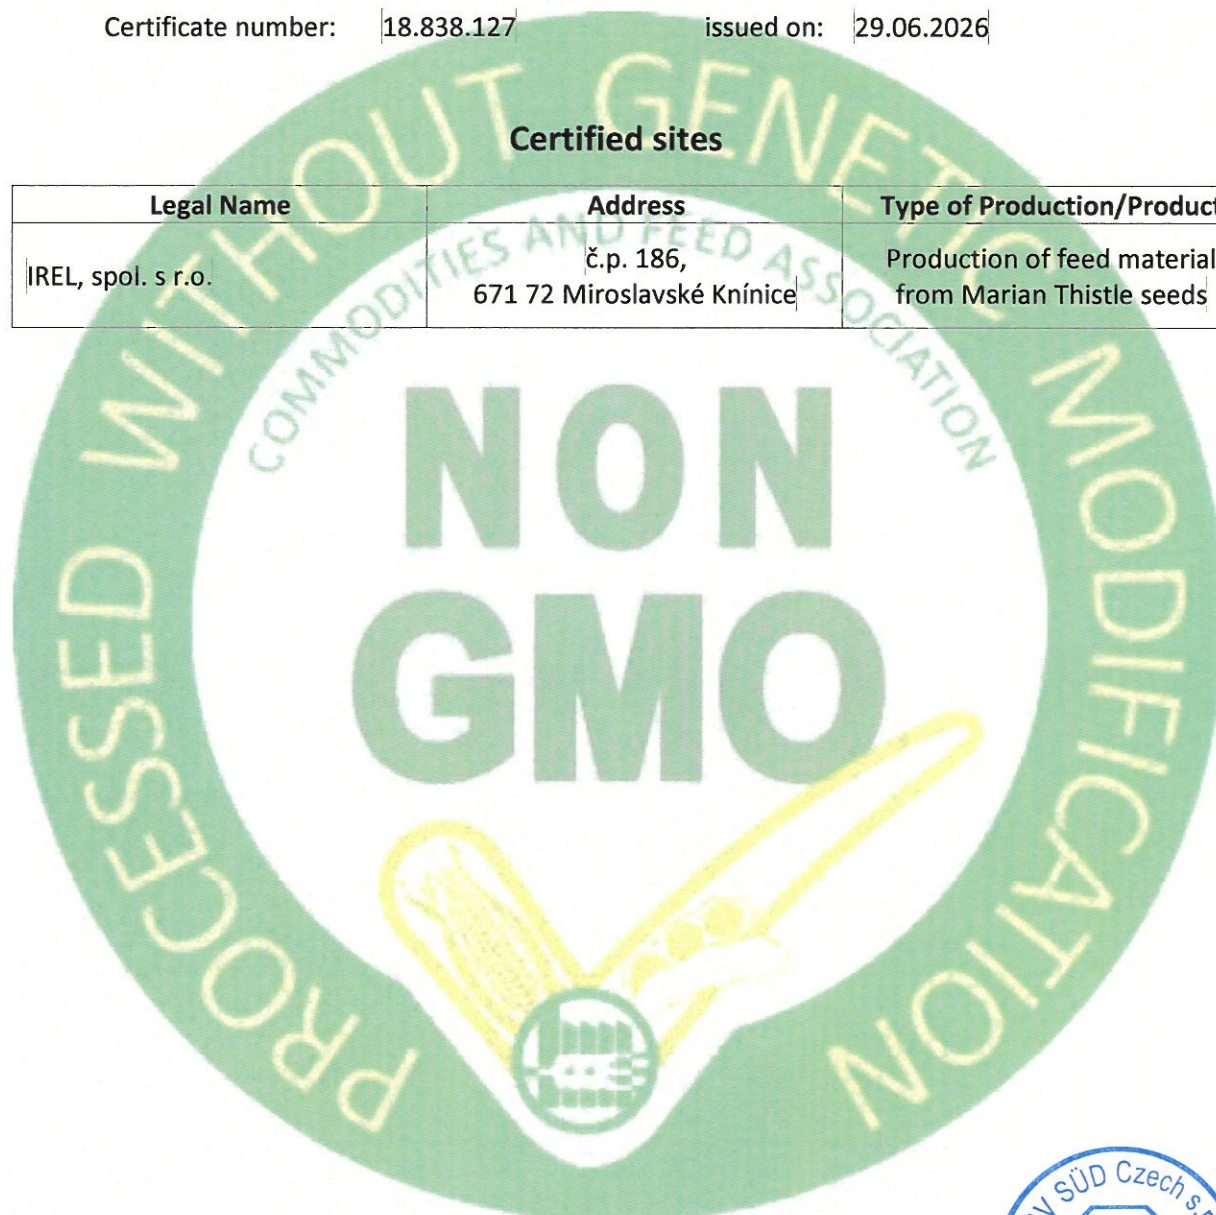 Certificate number: 18.838.127 issued on: 29.06.2026
PROCESSED WITHOUT GENETIC MODIFICATION
Certified sites
Legal Name Address Type of Production/Product
COMMODITIES AND FEED ASSOCIATION
IREL, spol. s r.o.
č.p. 186,
671 72 Miroslavské Knínice
Production of feed material
from Marian Thistle seeds
NON
GMO
SÜD Czech